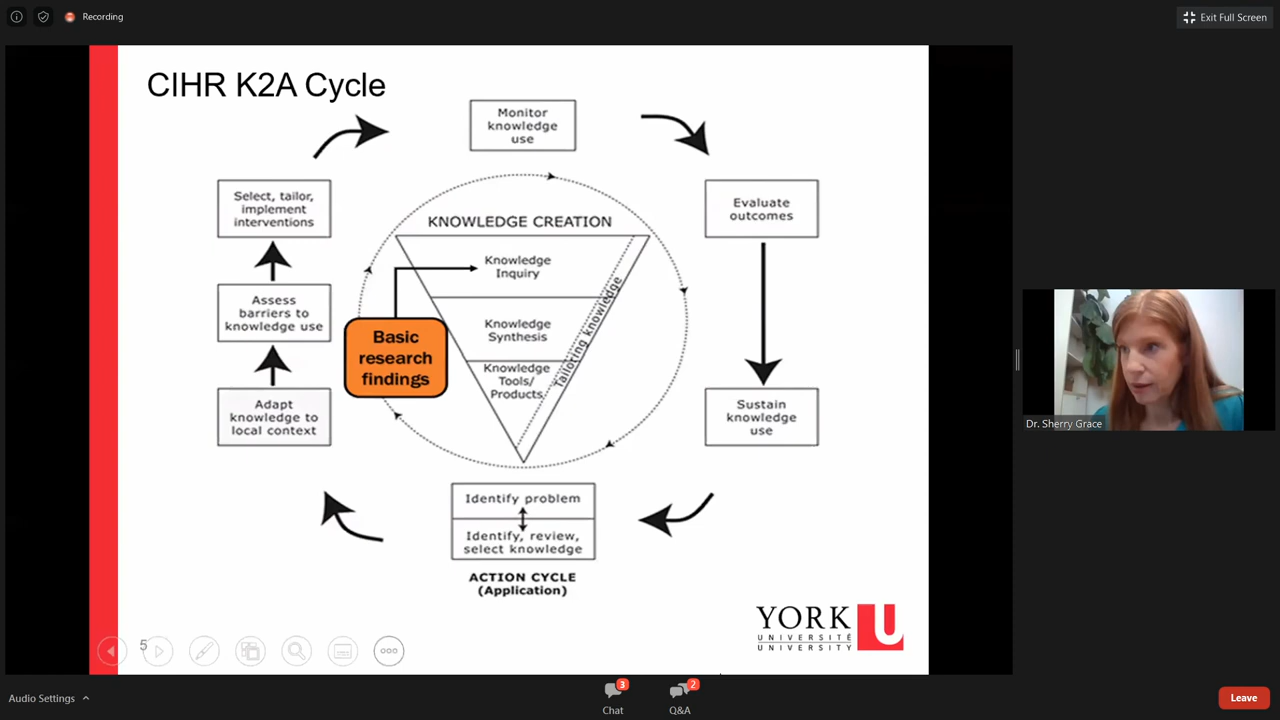 Recording
Exit Full Screen
CIHR K2A Cycle
Monitor
knowledge
use
Select, tailor,
implement
interventions
Evaluate
outcomes
KNOWLEDGE CREATION
Knowledge
Inquiry
Assess
barriers to
knowledge use
Basic
research
findings
Knowledge
Synthesis
Tailoring knowledge
Knowledge
Tools/
Products
Adapt
knowledge to
local context
Sustain
knowledge
use
Identify problem
Identify, review,
select knowledge
ACTION CYCLE
(Application)
YORK U
UNIVERSITÉ
UNIVERSITY
5
Dr. Sherry Grace
Audio Settings
3
Chat
2
Q&A
Leave